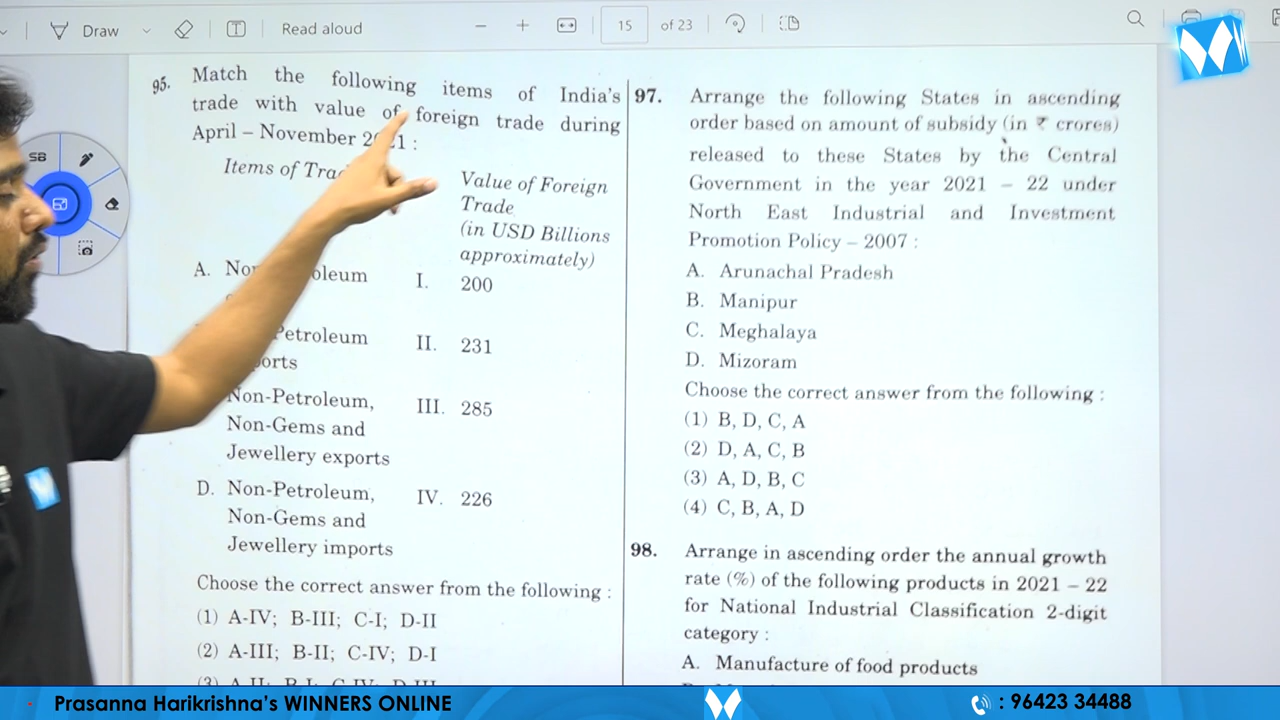 Draw
Read aloud
15 of 23
SB
95. Match the following items of India's
trade with value of foreign trade during
April – November 2021 :
Items of
Value of Foreign
Trade
(in USD Billions
approximately)
A.
I. 200
II. 231
Non-Petroleum,
Non-Gems and
Jewellery exports
III. 285
D. Non-Petroleum,
Non-Gems and
Jewellery imports
IV. 226
Choose the correct answer from the following :
(1) A-IV; B-III; C-I; D-II
(2) A-III; B-II; C-IV; D-I
97. Arrange the following States in ascending
order based on amount of subsidy (in ₹ crores)
released to these States by the Central
Government in the year 2021 – 22 under
North East Industrial and Investment
Promotion Policy – 2007 :
A. Arunachal Pradesh
B. Manipur
C. Meghalaya
D. Mizoram
Choose the correct answer from the following :
(1) B, D, C, A
(2) D, A, C, B
(3) A, D, B, C
(4) C, B, A, D
98. Arrange in ascending order the annual growth
rate (%) of the following products in 2021 – 22
for National Industrial Classification 2-digit
category :
A. Manufacture of food products
Prasanna Harikrishna's WINNERS ONLINE
: 96423 34488